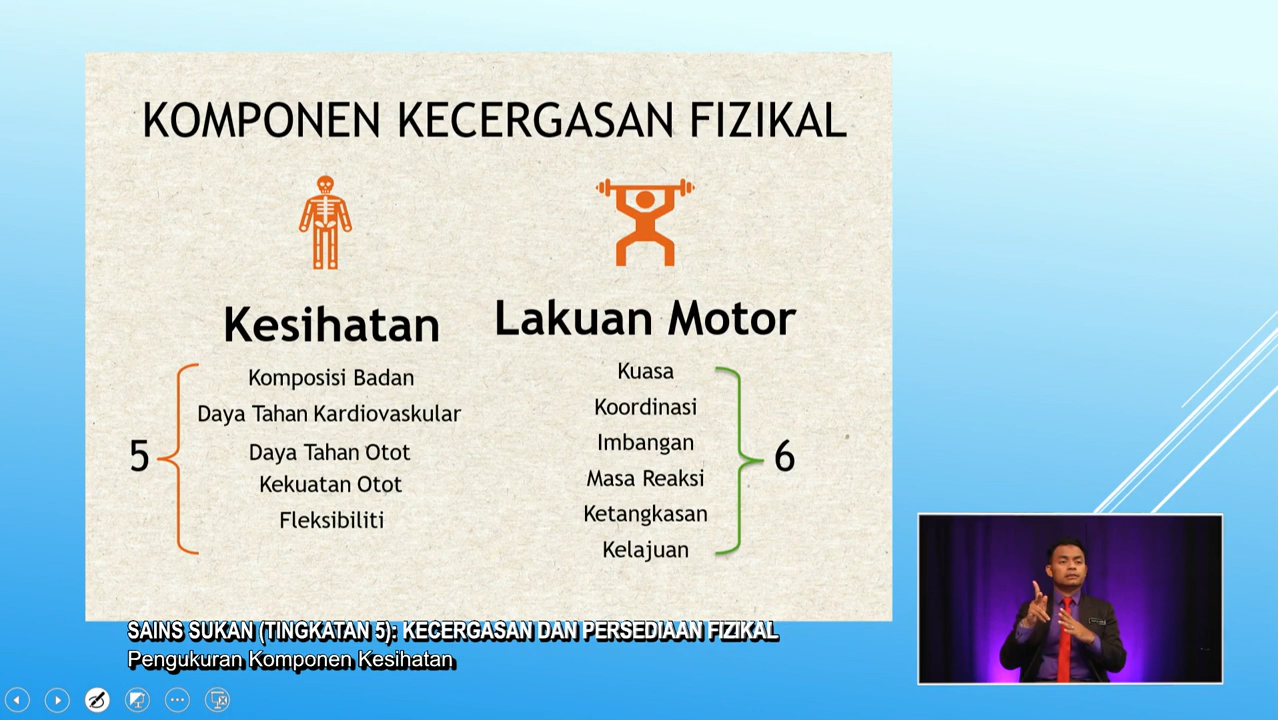 KOMPONEN KECERGASAN FIZIKAL
Kesihatan
5
Komposisi Badan
Daya Tahan Kardiovaskular
Daya Tahan Otot
Kekuatan Otot
Fleksibiliti
Lakuan Motor
Kuasa
Koordinasi
Imbangan
Masa Reaksi
Ketangkasan
Kelajuan
6
SAINS SUKAN (TINGKATAN 5): KECERGASAN DAN PERSEDIAAN FIZIKAL
Pengukuran Komponen Kesihatan